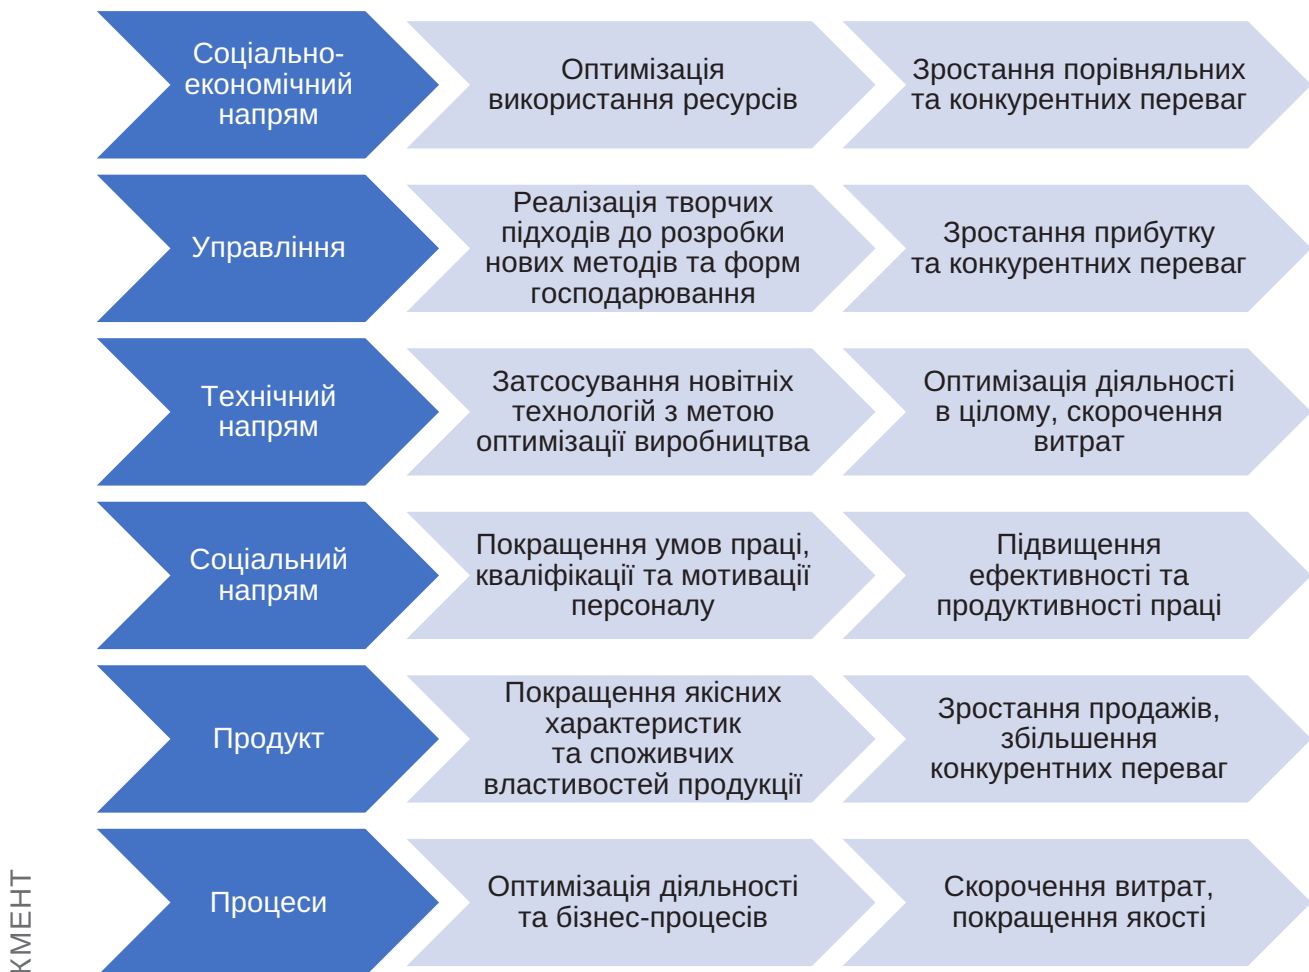 Соціально-
економічний
напрям
Оптимізація
використання ресурсів
Зростання порівняльних
та конкурентних переваг
Управління
Реалізація творчих
підходів до розробки
нових методів та форм
господарювання
Зростання прибутку
та конкурентних переваг
Технічний
напрям
Затсосування новітніх
технологій з метою
оптимізації виробництва
Оптимізація діяльності
в цілому, скорочення
витрат
Соціальний
напрям
Покращення умов праці,
кваліфікації та мотивації
персоналу
Підвищення
ефективності та
продуктивності праці
Продукт
Покращення якісних
характеристик
та споживчих
властивостей продукції
Зростання продажів,
збільшення
конкурентних переваг
Процеси
Оптимізація діяльності
та бізнес-процесів
Скорочення витрат,
покращення якості
КМЕНТ